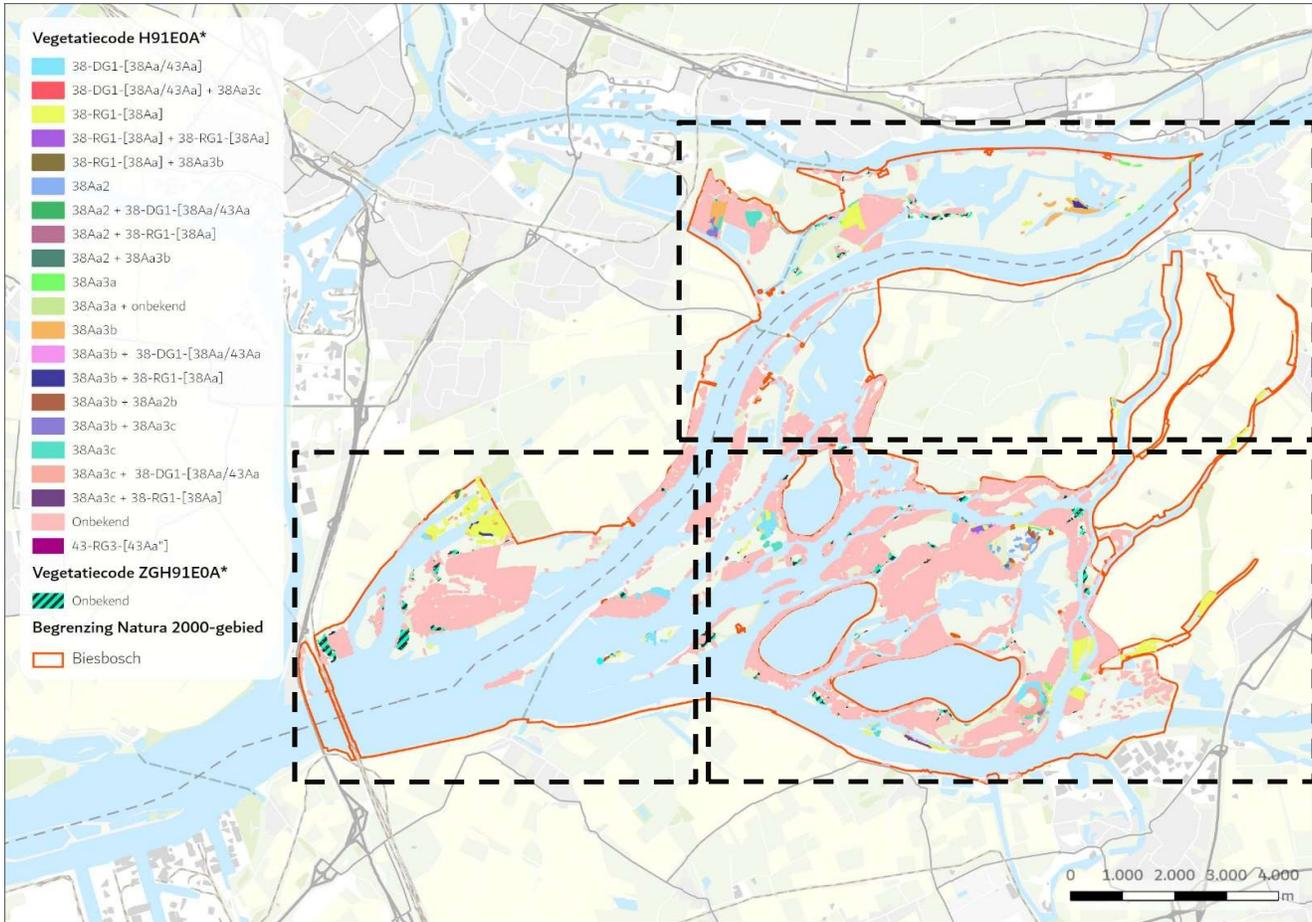 Vegetatiecode H91E0A*
38-DG1-[38Aa/43Aa]
38-DG1-[38Aa/43Aa] + 38Aa3c
38-RG1-[38Aa]
38-RG1-[38Aa] + 38-RG1-[38Aa]
38-RG1-[38Aa] + 38Aa3b
38Aa2
38Aa2 + 38-DG1-[38Aa/43Aa
38Aa2 + 38-RG1-[38Aa]
38Aa2 + 38Aa3b
38Aa3a
38Aa3a + onbekend
38Aa3b
38Aa3b + 38-DG1-[38Aa/43Aa
38Aa3b + 38-RG1-[38Aa]
38Aa3b + 38Aa2b
38Aa3b + 38Aa3c
38Aa3c
38Aa3c + 38-DG1-[38Aa/43Aa
38Aa3c + 38-RG1-[38Aa]
Onbekend
43-RG3-[43Aa"]
Vegetatiecode ZGH91E0A*
Onbekend
Begrenzing Natura 2000-gebied
Biesbosch
0 1.000 2.000 3.000 4.000
m